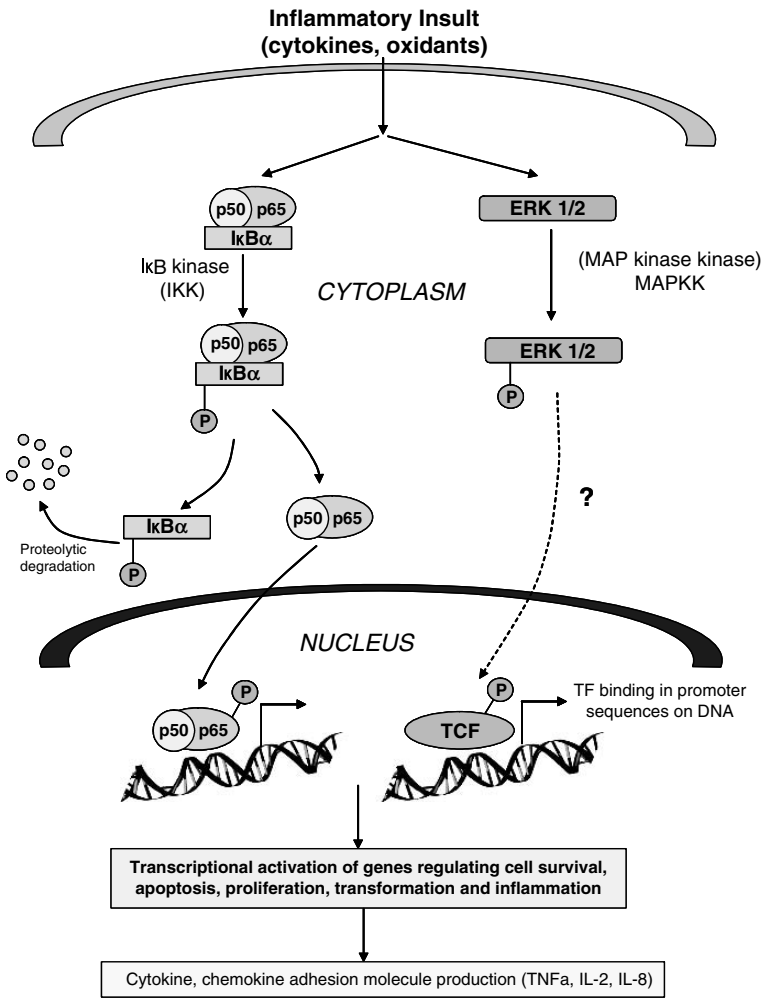 Inflammatory Insult
(cytokines, oxidants)
p50 p65
IκBα
ERK 1/2
IκB kinase
(IKK)
(MAP kinase kinase)
MAPKK
CYTOPLASM
p50 p65
IκBα
P
ERK 1/2
P
?
p50 p65
IκBα
P
Proteolytic
degradation
NUCLEUS
P
p50 p65
P
TCF
TF binding in promoter
sequences on DNA
Transcriptional activation of genes regulating cell survival,
apoptosis, proliferation, transformation and inflammation
Cytokine, chemokine adhesion molecule production (TNFa, IL-2, IL-8)